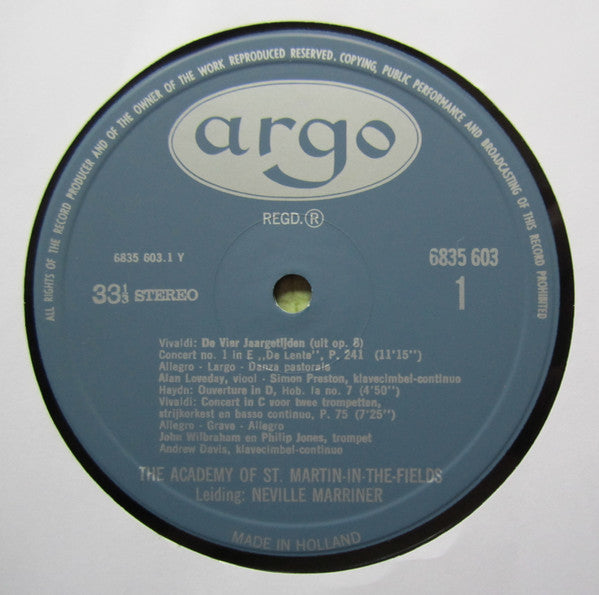 ALL RIGHTS OF THE RECORD PRODUCER AND OF THE OWNER OF THE WORK REPRODUCED RESERVED. COPYING, PUBLIC PERFORMANCE AND BROADCASTING OF THIS RECORD PROHIBITED
argo
REGD. Ⓡ
6835 603.1 Y
6835 603
33⅓ STEREO
1
Vivaldi: De Vier Jaargetijden (uit op. 8)
Concert no. 1 in E „De Lente", P. 241 (11'15")
Allegro - Largo - Danza pastorale
Alan Loveday, viool - Simon Preston, klavecimbel-continuo
Haydn: Ouverture in D, Hob. Ia no. 7 (4'50")
Vivaldi: Concert in C voor twee trompetten,
strijkorkest en basso continuo, P. 75 (7'25")
Allegro - Grave - Allegro
John Wilbraham en Philip Jones, trompet
Andrew Davis, klavecimbel-continuo
THE ACADEMY OF ST. MARTIN-IN-THE-FIELDS
Leiding: NEVILLE MARRINER
MADE IN HOLLAND